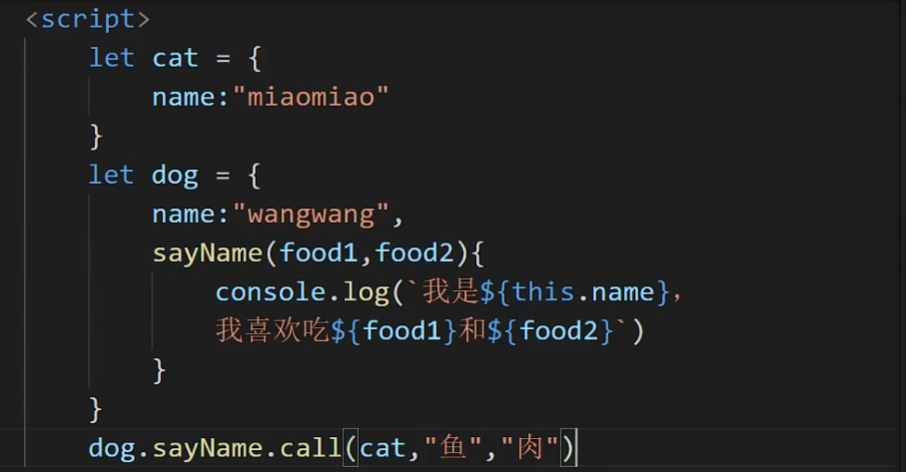 <script>
    let cat = {
        name:"miaomiao"
    }
    let dog = {
        name:"wangwang",
        sayName(food1,food2){
            console.log(`我是${this.name},
            我喜欢吃${food1}和${food2}`)
        }
    }
    dog.sayName.call(cat,"鱼","肉")